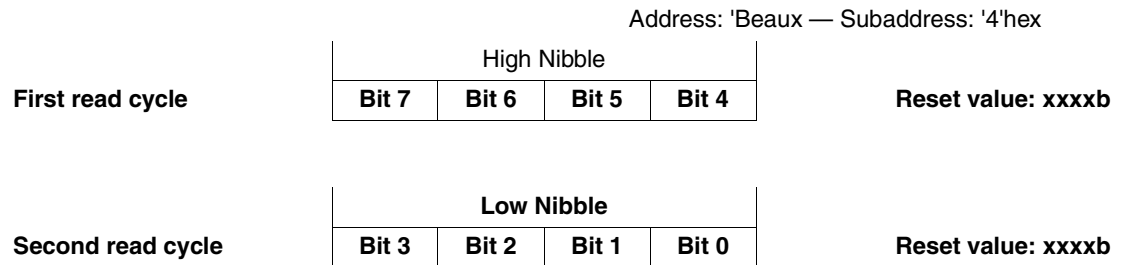 Address: 'Beaux — Subaddress: '4'hex
High Nibble
First read cycle Bit 7 Bit 6 Bit 5 Bit 4 Reset value: xxxxb
Low Nibble
Second read cycle Bit 3 Bit 2 Bit 1 Bit 0 Reset value: xxxxb